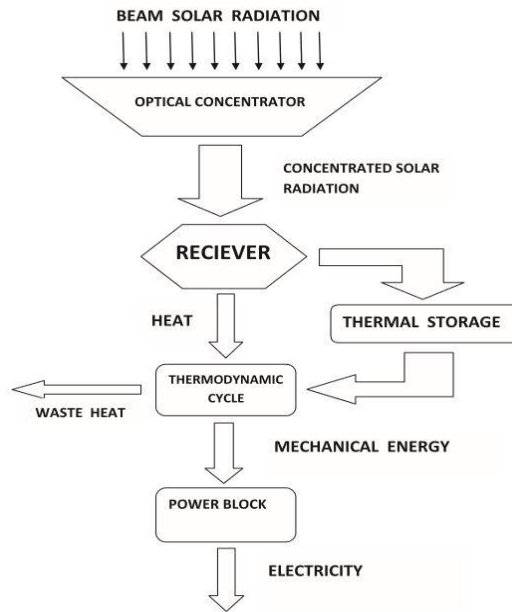 BEAM SOLAR RADIATION
OPTICAL CONCENTRATOR
CONCENTRATED SOLAR
RADIATION
RECIEVER
HEAT
THERMAL STORAGE
THERMODYNAMIC
CYCLE
WASTE HEAT
MECHANICAL ENERGY
POWER BLOCK
ELECTRICITY